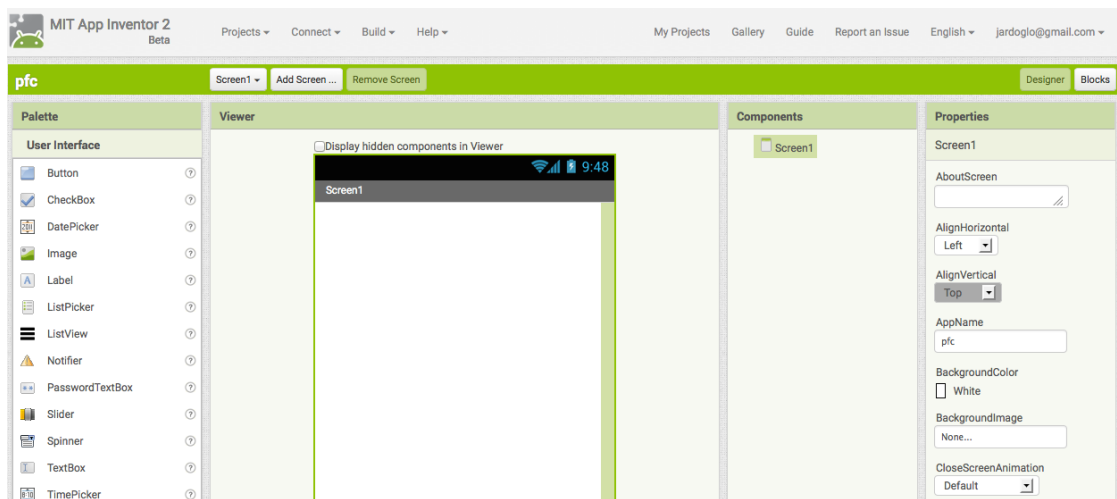 MIT App Inventor 2
Beta
Projects Connect Build Help
My Projects Gallery Guide Report an Issue English jardoglo@gmail.com
pfc
Screen1 Add Screen ... Remove Screen
Designer Blocks
Palette
User Interface
Button
CheckBox
DatePicker
Image
Label
ListPicker
ListView
Notifier
PasswordTextBox
Slider
Spinner
TextBox
TimePicker
Viewer
Display hidden components in Viewer
9:48
Screen1
Components
Screen1
Properties
Screen1
AboutScreen
AlignHorizontal
Left
AlignVertical
Top
AppName
pfc
BackgroundColor
White
BackgroundImage
None...
CloseScreenAnimation
Default